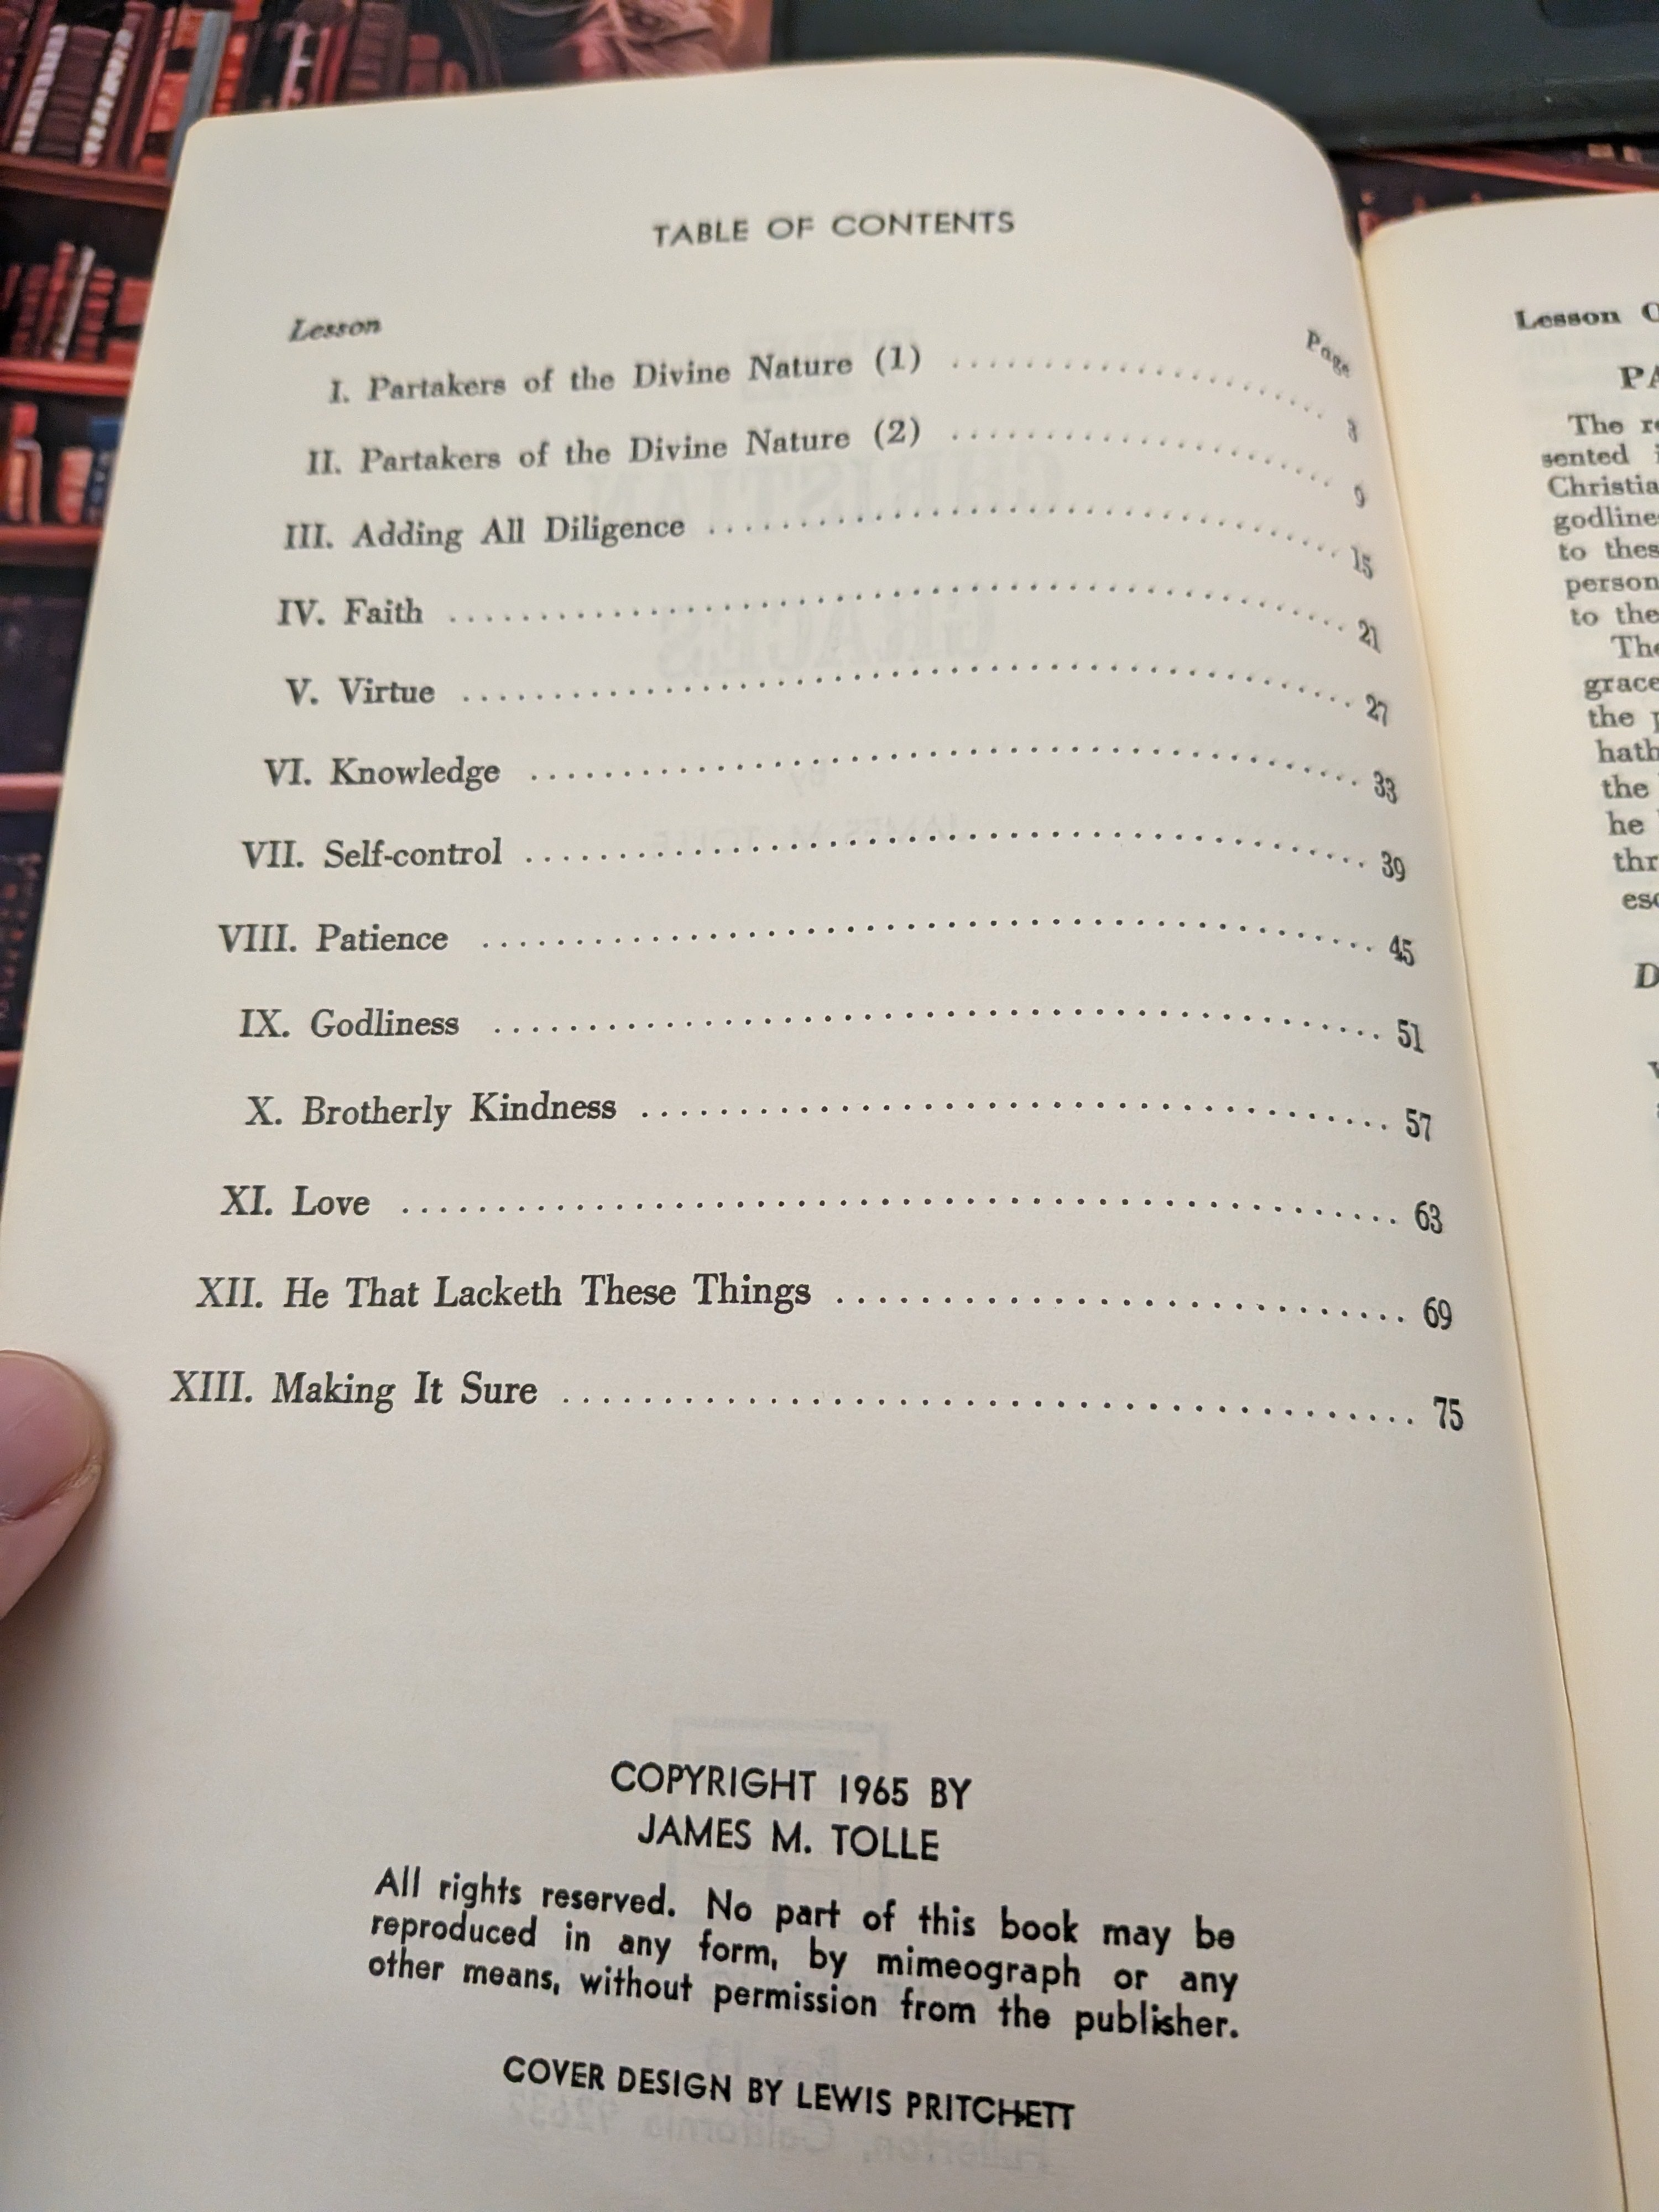 TABLE OF CONTENTS
Lesson
Page
I. Partakers of the Divine Nature (1) .......... 3
II. Partakers of the Divine Nature (2) .......... 9
III. Adding All Diligence .......... 15
IV. Faith .......... 21
V. Virtue .......... 27
VI. Knowledge .......... 33
VII. Self-control .......... 39
VIII. Patience .......... 45
IX. Godliness .......... 51
X. Brotherly Kindness .......... 57
XI. Love .......... 63
XII. He That Lacketh These Things .......... 69
XIII. Making It Sure .......... 75
COPYRIGHT 1965 BY
JAMES M. TOLLE
All rights reserved. No part of this book may be
reproduced in any form, by mimeograph or any
other means, without permission from the publisher.
COVER DESIGN BY LEWIS PRITCHETT
Lesson
The
sented
to
person
to the
the
hath
the
he